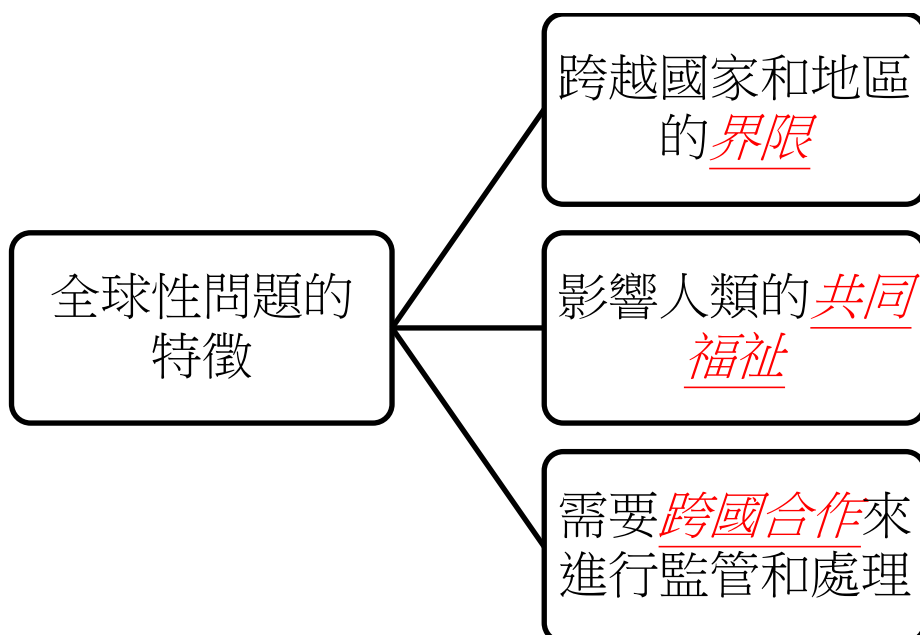 全球性問題的
特徵
跨越國家和地區
的界限
影響人類的共同
福祉
需要跨國合作來
進行監管和處理